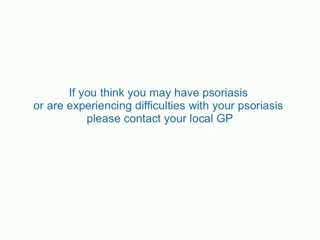 If you think you may have psoriasis
or are experiencing difficulties with your psoriasis
please contact your local GP